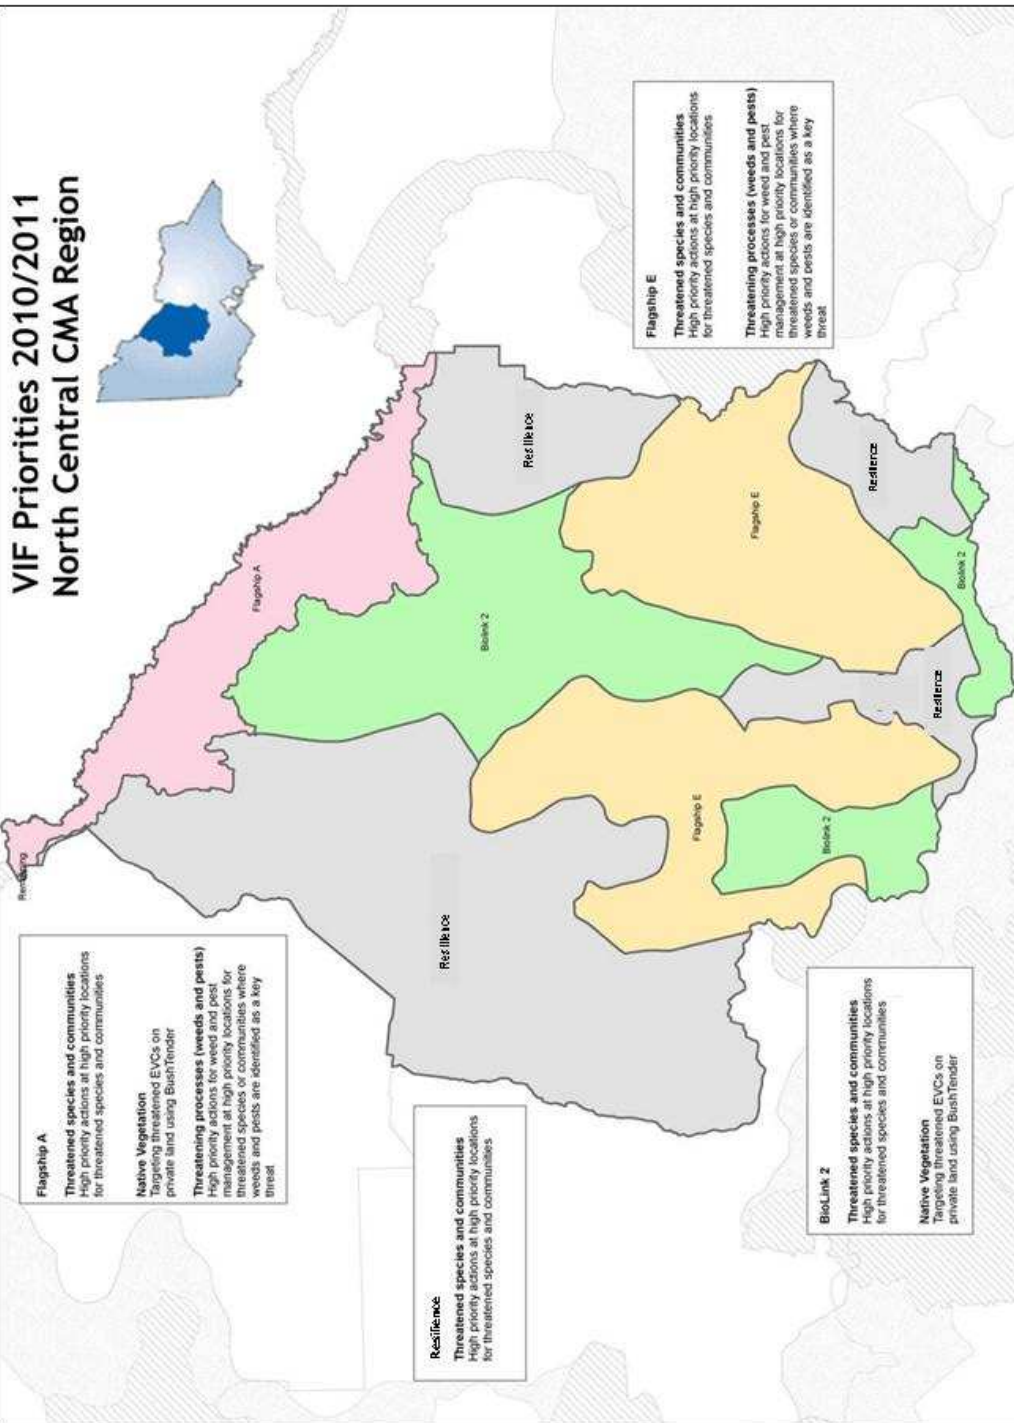 VIF Priorities 2010/2011
North Central CMA Region
Flagship A
Threatened species and communities
High priority actions at high priority locations
for threatened species and communities
Native Vegetation
Targeting threatened EVCs on
private land using BushTender
Threatening processes (weeds and pests)
High priority actions for weed and pest
management at high priority locations for
threatened species or communities where
weeds and pests are identified as a key
threat
Flagship A
Resilience
Threatened species and communities
High priority actions at high priority locations
for threatened species and communities
Resilience
Biolink 2
Resilience
Flagship E
Threatened species and communities
High priority actions at high priority locations
for threatened species and communities
Threatening processes (weeds and pests)
High priority actions for weed and pest
management at high priority locations for
threatened species or communities where
weeds and pests are identified as a key
threat
Flagship E
Flagship E
BioLink 2
Threatened species and communities
High priority actions at high priority locations
for threatened species and communities
Native Vegetation
Targeting threatened EVCs on
private land using BushTender
Biolink 2
Resilience
Resilience
Biolink 2